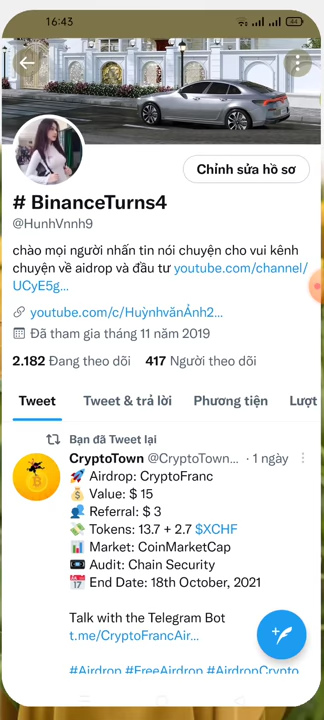 16:43
44
Chỉnh sửa hồ sơ
# BinanceTurns4
@HunhVnnh9
chào mọi người nhấn tin nói chuyện cho vui kênh
chuyện về aidrop và đầu tư youtube.com/channel/
UCyE5g...
youtube.com/c/HuỳnhvănẢnh2...
Đã tham gia tháng 11 năm 2019
2.182 Đang theo dõi 417 Người theo dõi
Tweet Tweet & trả lời Phương tiện Lượt
Bạn đã Tweet lại
CryptoTown @CryptoTown... · 1 ngày
🚀 Airdrop: CryptoFranc
💰 Value: $ 15
👥 Referral: $ 3
💸 Tokens: 13.7 + 2.7 $XCHF
📊 Market: CoinMarketCap
Audit: Chain Security
📅 End Date: 18th October, 2021
Talk with the Telegram Bot
t.me/CryptoFrancAir...
#Airdrop #FreeAirdrop #AirdropCrypto